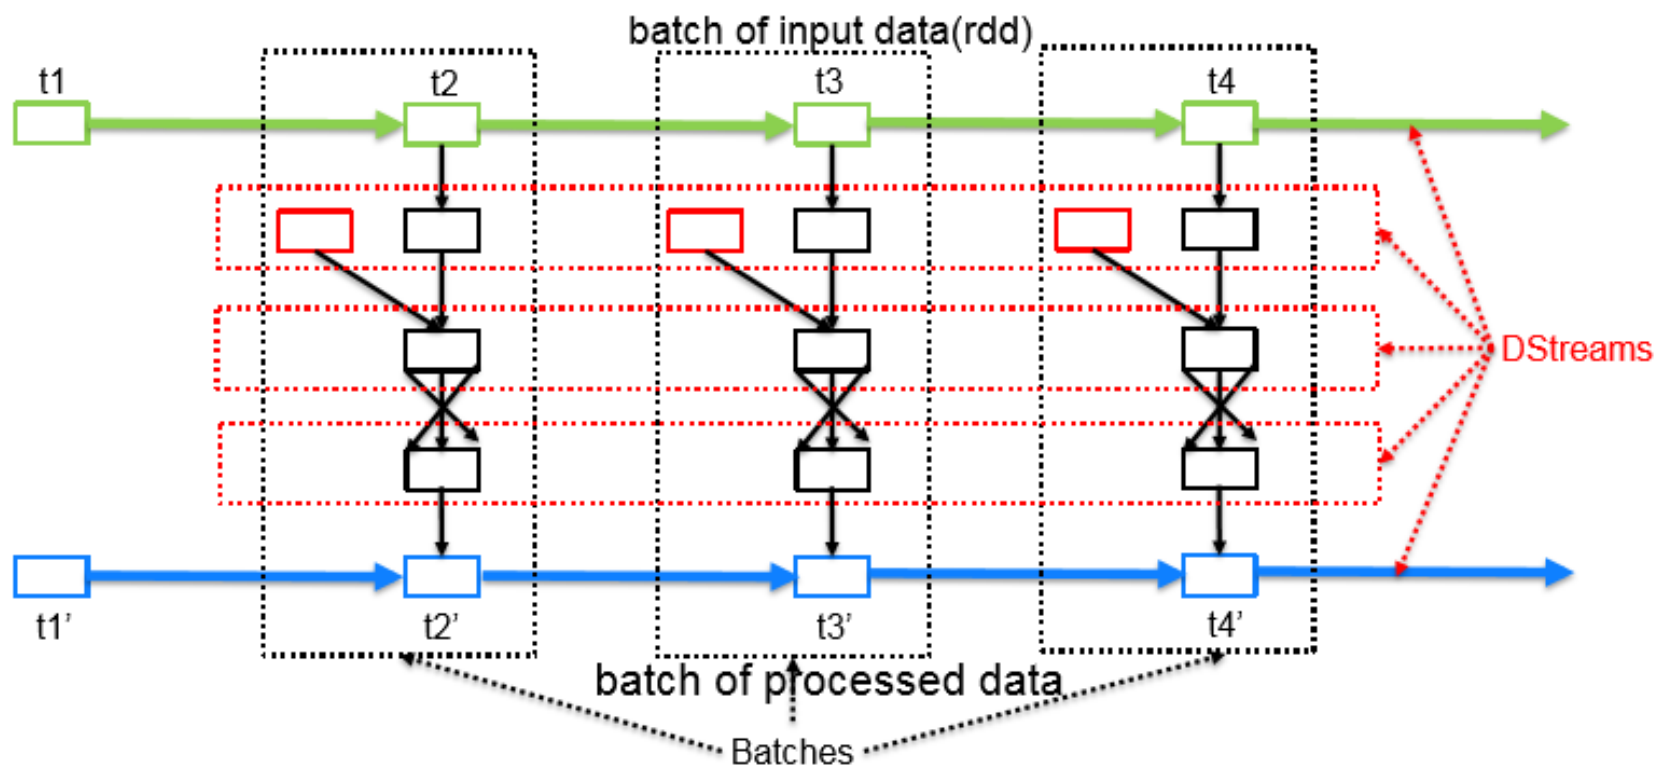 batch of input data(rdd)
t1
t2
t3
t4
DStreams
t1’
t2’
t3’
t4’
batch of processed data
Batches